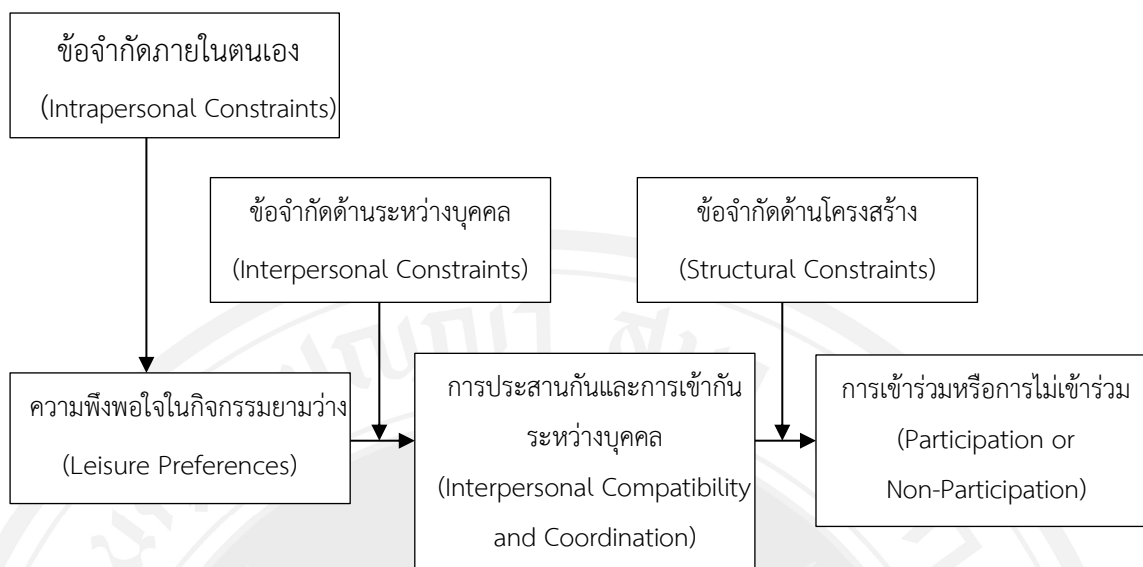 ข้อจำกัดภายในตนเอง
(Intrapersonal Constraints)
ข้อจำกัดด้านระหว่างบุคคล
(Interpersonal Constraints)
ข้อจำกัดด้านโครงสร้าง
(Structural Constraints)
ความพึงพอใจในกิจกรรมยามว่าง
(Leisure Preferences)
การประสานกันและการเข้ากัน
ระหว่างบุคคล
(Interpersonal Compatibility
and Coordination)
การเข้าร่วมหรือการไม่เข้าร่วม
(Participation or
Non-Participation)